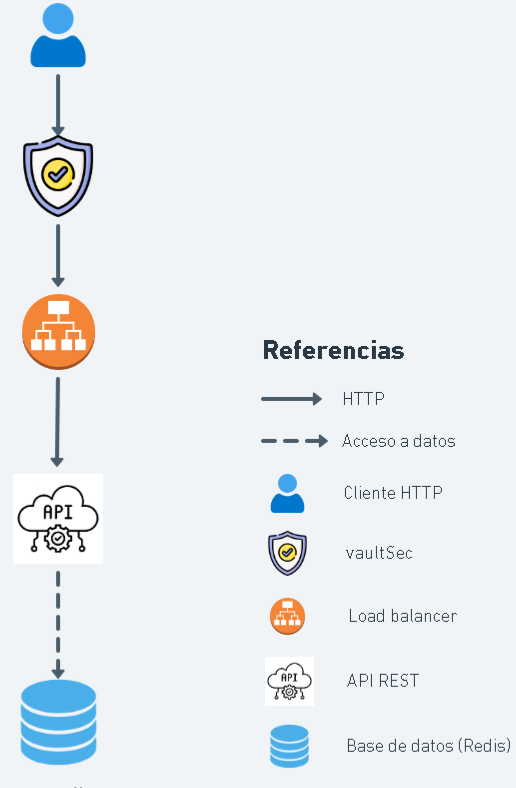 Referencias
HTTP
Acceso a datos
Cliente HTTP
vaultSec
Load balancer
API
API REST
API
Base de datos (Redis)